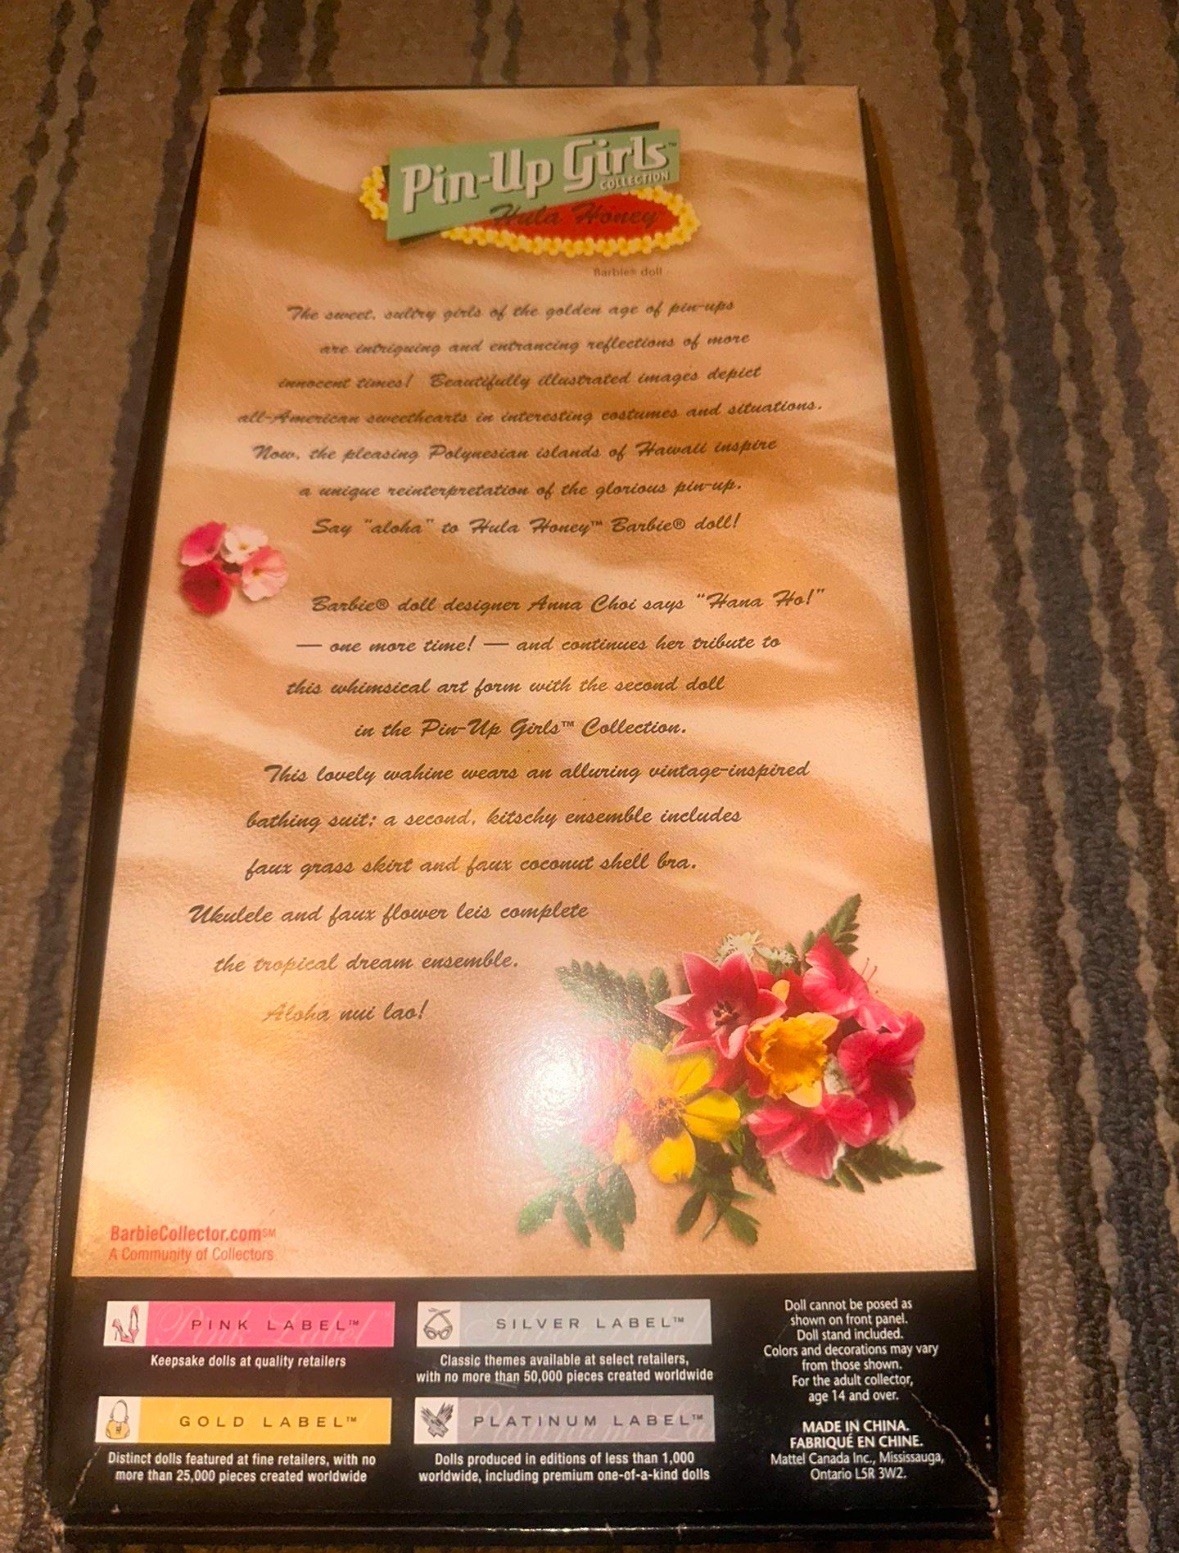 Pin-Up Girls™
COLLECTION
Hula Honey™
Barbie® doll
The sweet, sultry girls of the golden age of pin-ups
are intriguing and entrancing reflections of more
innocent times! Beautifully illustrated images depict
all-American sweethearts in interesting costumes and situations.
Now, the pleasing Polynesian islands of Hawaii inspire
a unique reinterpretation of the glorious pin-up.
Say "aloha" to Hula Honey™ Barbie® doll!
Barbie® doll designer Anna Choi says "Hana Ho!"
— one more time! — and continues her tribute to
this whimsical art form with the second doll
in the Pin-Up Girls™ Collection.
This lovely wahine wears an alluring vintage-inspired
bathing suit; a second, kitschy ensemble includes
faux grass skirt and faux coconut shell bra.
Ukulele and faux flower leis complete
the tropical dream ensemble.
Aloha nui lao!
BarbieCollector.com℠
A Community of Collectors
PINK LABEL™
Keepsake dolls at quality retailers
SILVER LABEL™
Classic themes available at select retailers,
with no more than 50,000 pieces created worldwide
GOLD LABEL™
Distinct dolls featured at fine retailers, with no
more than 25,000 pieces created worldwide
PLATINUM LABEL™
Dolls produced in editions of less than 1,000
worldwide, including premium one-of-a-kind dolls
Doll cannot be posed as
shown on front panel.
Doll stand included.
Colors and decorations may vary
from those shown.
For the adult collector,
age 14 and over.
MADE IN CHINA.
FABRIQUÉ EN CHINE.
Mattel Canada Inc., Mississauga,
Ontario L5R 3W2.